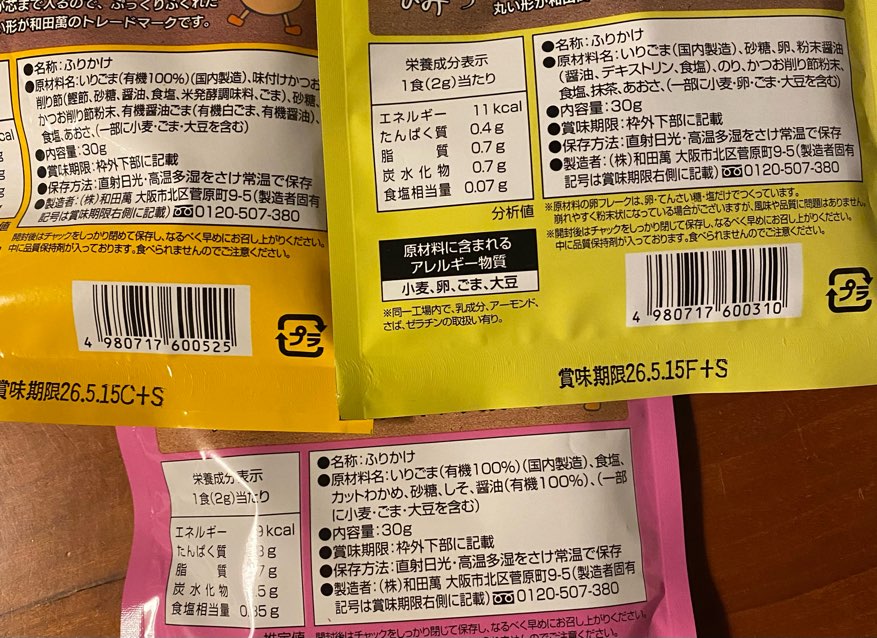 が芯まで入るので、ぷっくりふくれた
い形が和田萬のトレードマークです。
●名称:ふりかけ
●原材料名:いりごま(有機100%)(国内製造)、味付けかつお
削り節(鰹節、砂糖、醤油、食塩、米発酵調味料、ごま)、砂糖、
かつお削り節粉末、有機醤油ごま(有機白ごま、有機醤油)、
食塩、あおさ、(一部に小麦・ごま・大豆を含む)
●内容量:30g
●賞味期限:枠外下部に記載
●保存方法:直射日光・高温多湿をさけ常温で保存
●製造者:(株)和田萬 大阪市北区菅原町9-5(製造者固有
記号は賞味期限右側に記載) 0120-507-380
開封後はチャックをしっかり閉めて保存し、なるべく早めにお召し上がりください。
中に品質保持剤が入っております。食べられませんのでご注意ください。
4 980717 600525
プラ
賞味期限26.5.15C+S
丸い形が和田
栄養成分表示
1食(2g)当たり
エネルギー 11kcal
たんぱく質 0.4g
脂質 0.7g
炭水化物 0.7g
食塩相当量 0.07g
分析値
原材料に含まれる
アレルギー物質
小麦、卵、ごま、大豆
※同一工場内で、乳成分、アーモンド、
さば、ゼラチンの取扱い有り。
●名称:ふりかけ
●原材料名:いりごま(国内製造)、砂糖、卵、粉末醤油
(醤油、デキストリン、食塩)、のり、かつお削り節粉末、
食塩、抹茶、あおさ、(一部に小麦・卵・ごま・大豆を含む)
●内容量:30g
●賞味期限:枠外下部に記載
●保存方法:直射日光・高温多湿をさけ常温で保存
●製造者:(株)和田萬 大阪市北区菅原町9-5(製造者固有
記号は賞味期限右側に記載) 0120-507-380
※原材料の卵フレークは、卵・てんさい糖・塩だけでつくっています。
崩れやすく粉末状になっている場合がございますが、風味や品質に問題はありません。
※開封後はチャックをしっかり閉じて保存し、なるべく早めにお召し上がりください。
中に品質保持剤が入っております。食べられませんのでご注意ください。
4 980717 600310
プラ
賞味期限26.5.15F+S
栄養成分表示
1食(2g)当たり
エネルギー 9kcal
たんぱく質 g
脂質 g
炭水化物 g
食塩相当量 g
推定値
●名称:ふりかけ
●原材料名:いりごま(有機100%)(国内製造)、食塩、
カットわかめ、砂糖、しそ、醤油(有機100%)、(一部
に小麦・ごま・大豆を含む)
●内容量:30g
●賞味期限:枠外下部に記載
●保存方法:直射日光・高温多湿をさけ常温で保存
●製造者:(株)和田萬 大阪市北区菅原町9-5(製造者固有
記号は賞味期限右側に記載) 0120-507-380
開封後はチャックをしっかり閉じて保存し、なるべく早めにお召し上がりください。